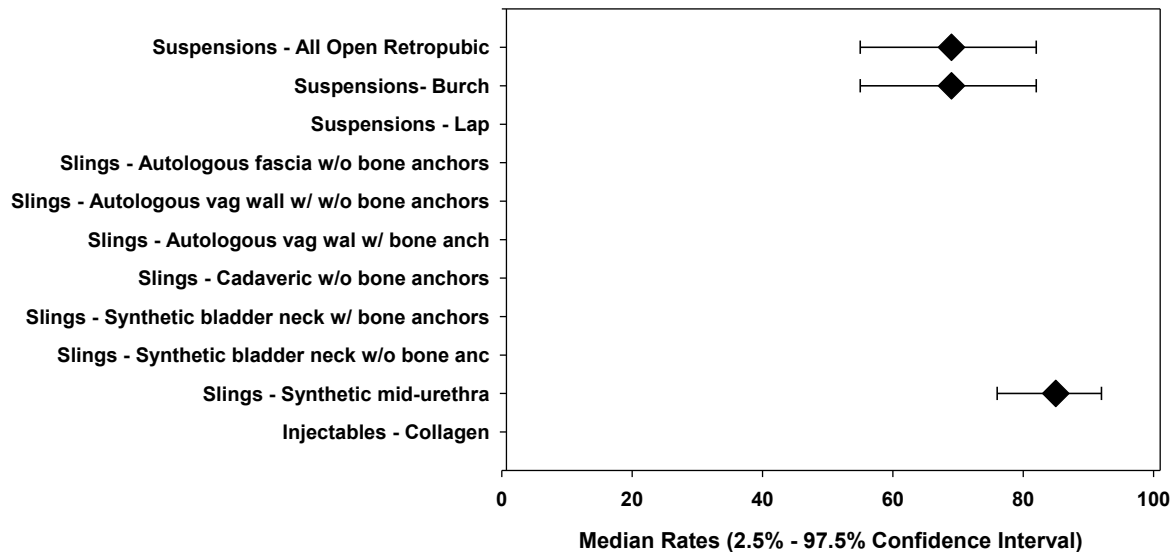 Suspensions - All Open Retropubic
Suspensions- Burch
Suspensions - Lap
Slings - Autologous fascia w/o bone anchors
Slings - Autologous vag wall w/ w/o bone anchors
Slings - Autologous vag wal w/ bone anch
Slings - Cadaveric w/o bone anchors
Slings - Synthetic bladder neck w/ bone anchors
Slings - Synthetic bladder neck w/o bone anc
Slings - Synthetic mid-urethra
Injectables - Collagen
0 20 40 60 80 100
Median Rates (2.5% - 97.5% Confidence Interval)